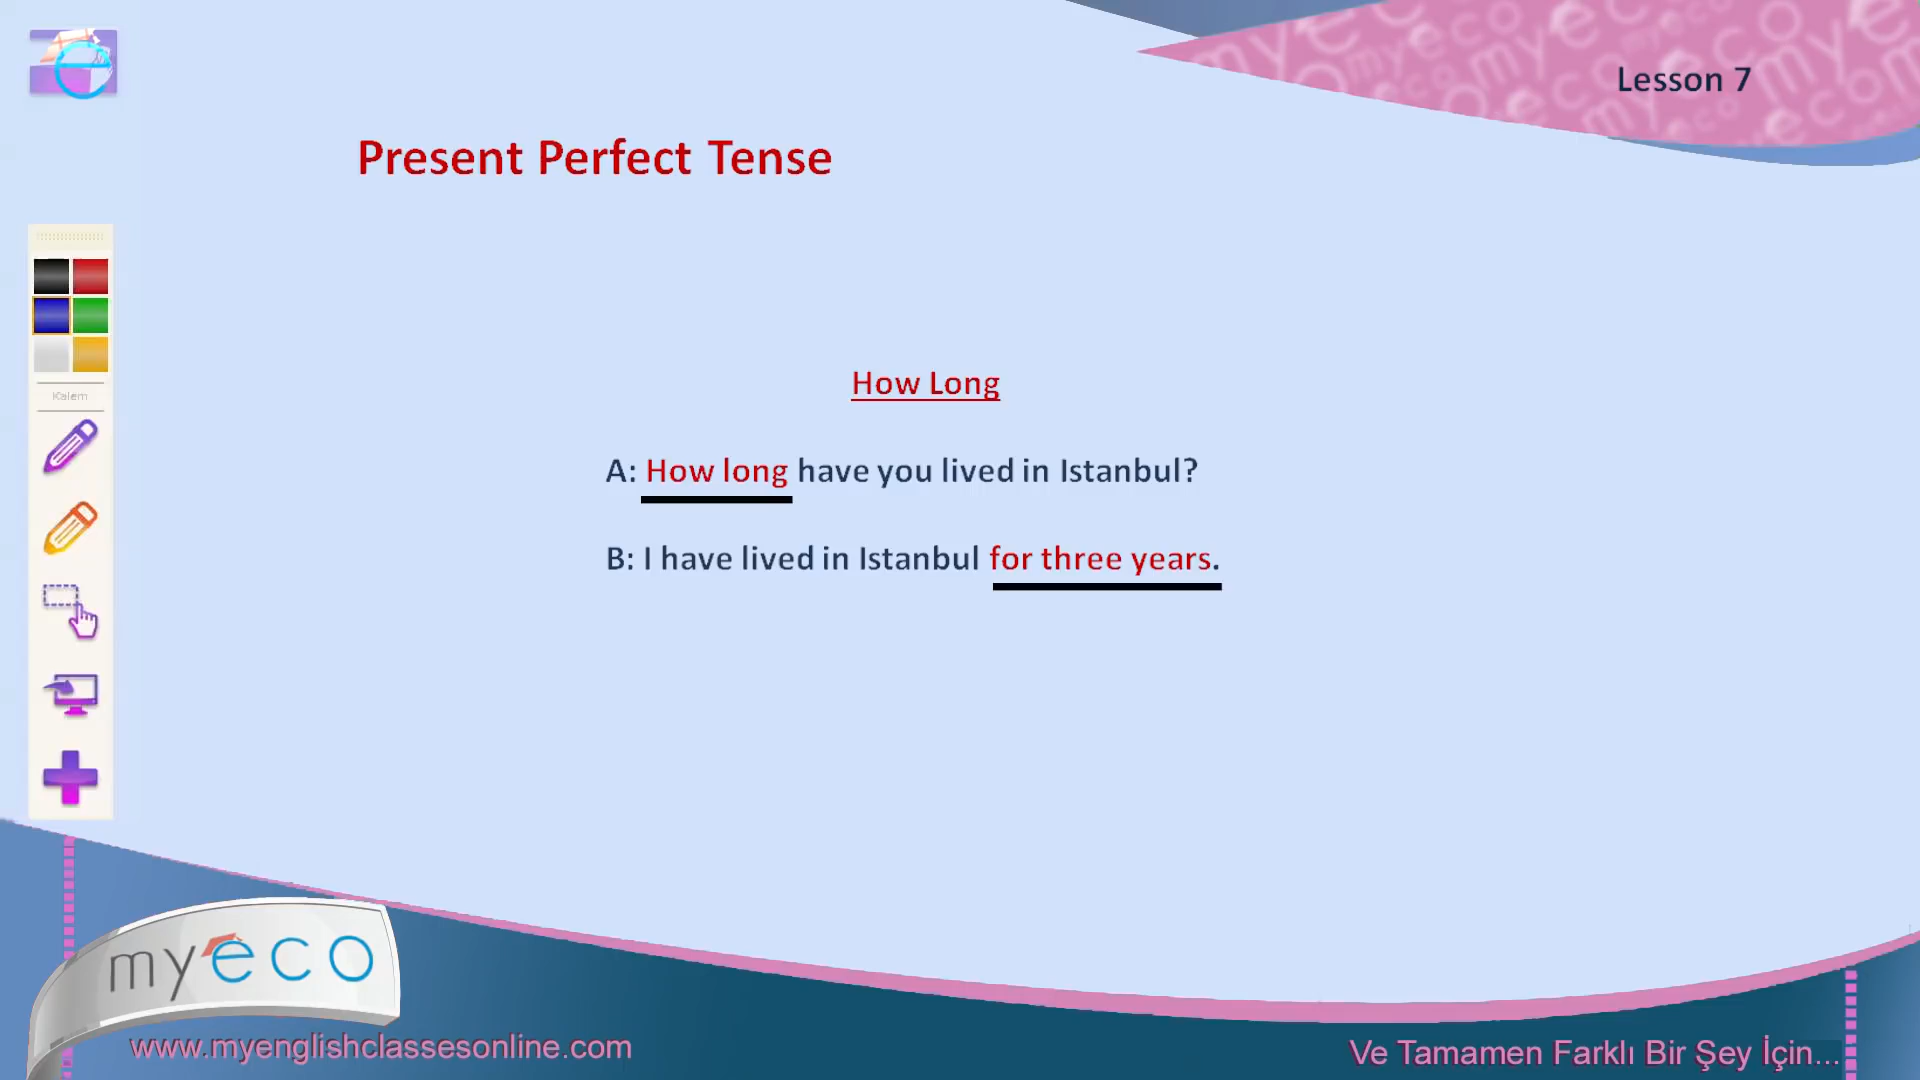 Lesson 7
Present Perfect Tense
Kalem
How Long
A: How long have you lived in Istanbul?
B: I have lived in Istanbul for three years.
myeco
www.myenglishclassesonline.com
Ve Tamamen Farklı Bir Şey İçin...